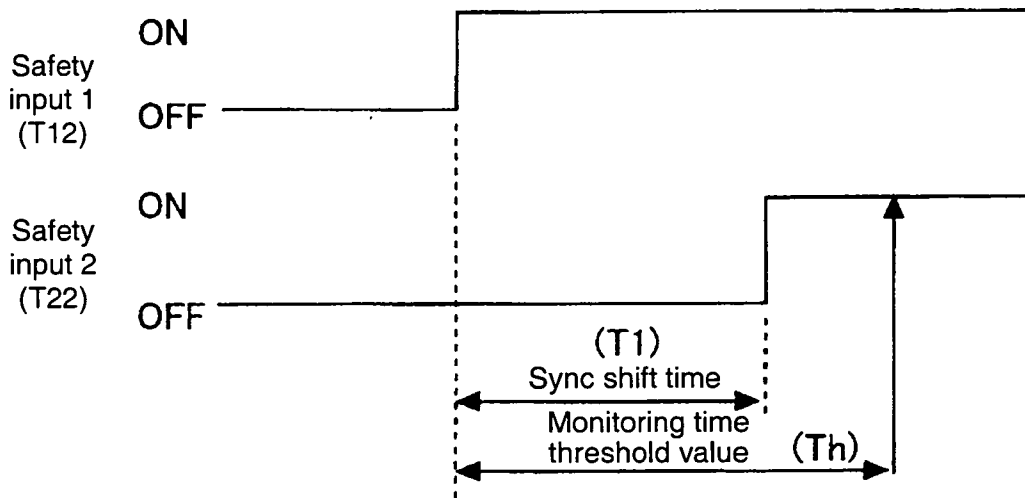 ON
Safety
input 1
(T12)
OFF
ON
Safety
input 2
(T22)
OFF
(T1)
Sync shift time
Monitoring time
threshold value (Th)